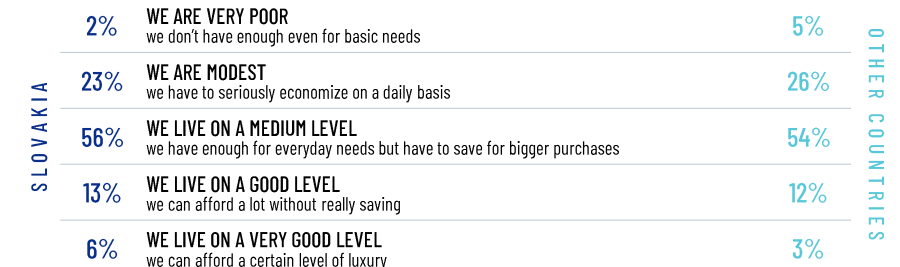 SLOVAKIA
OTHER COUNTRIES
2% WE ARE VERY POOR 5%
we don't have enough even for basic needs
23% WE ARE MODEST 26%
we have to seriously economize on a daily basis
56% WE LIVE ON A MEDIUM LEVEL 54%
we have enough for everyday needs but have to save for bigger purchases
13% WE LIVE ON A GOOD LEVEL 12%
we can afford a lot without really saving
6% WE LIVE ON A VERY GOOD LEVEL 3%
we can afford a certain level of luxury